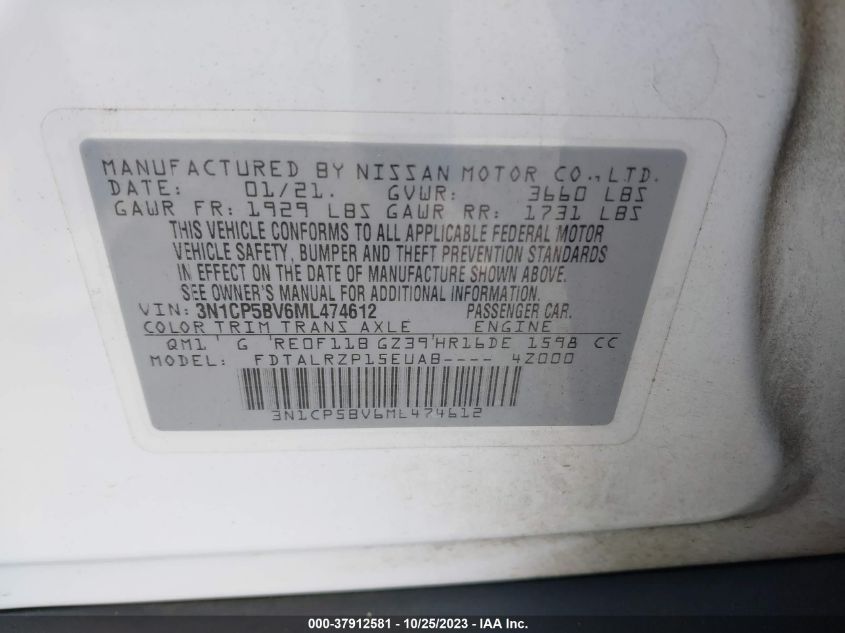 MANUFACTURED BY NISSAN MOTOR CO., LTD.
DATE: 01/21. GVWR: 3660 LBS
GAWR FR: 1929 LBS GAWR RR: 1731 LBS
THIS VEHICLE CONFORMS TO ALL APPLICABLE FEDERAL MOTOR
VEHICLE SAFETY, BUMPER AND THEFT PREVENTION STANDARDS
IN EFFECT ON THE DATE OF MANUFACTURE SHOWN ABOVE.
SEE OWNER'S MANUAL FOR ADDITIONAL INFORMATION.
VIN: 3N1CP5BV6ML474612 PASSENGER CAR.
COLOR TRIM TRANS AXLE ENGINE
QM1 G RE0F11B GZ39 HR16DE 1598 CC
MODEL: FDTALRZP15EUAB---- 4Z000
3N1CP5BV6ML474612
000-37912581 - 10/25/2023 - IAA, Inc.